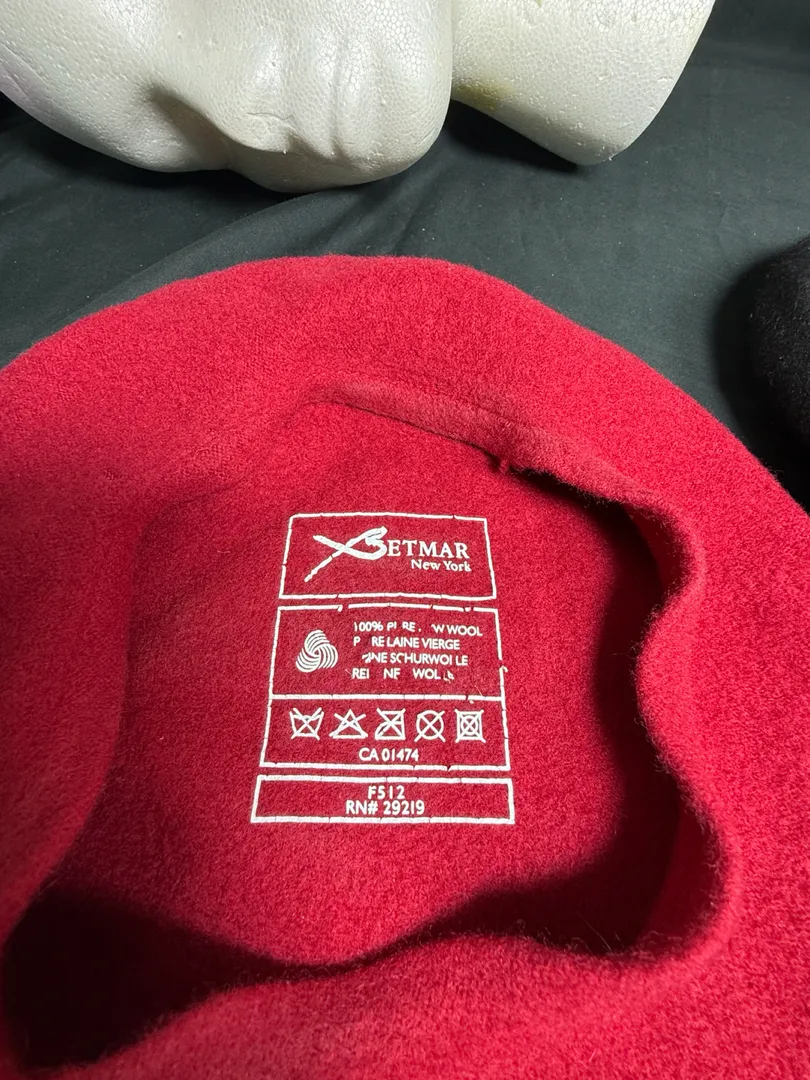 BETMAR
New York
100% WOOL
LAINE VIERGE
CA 01474
F512
RN# 29219